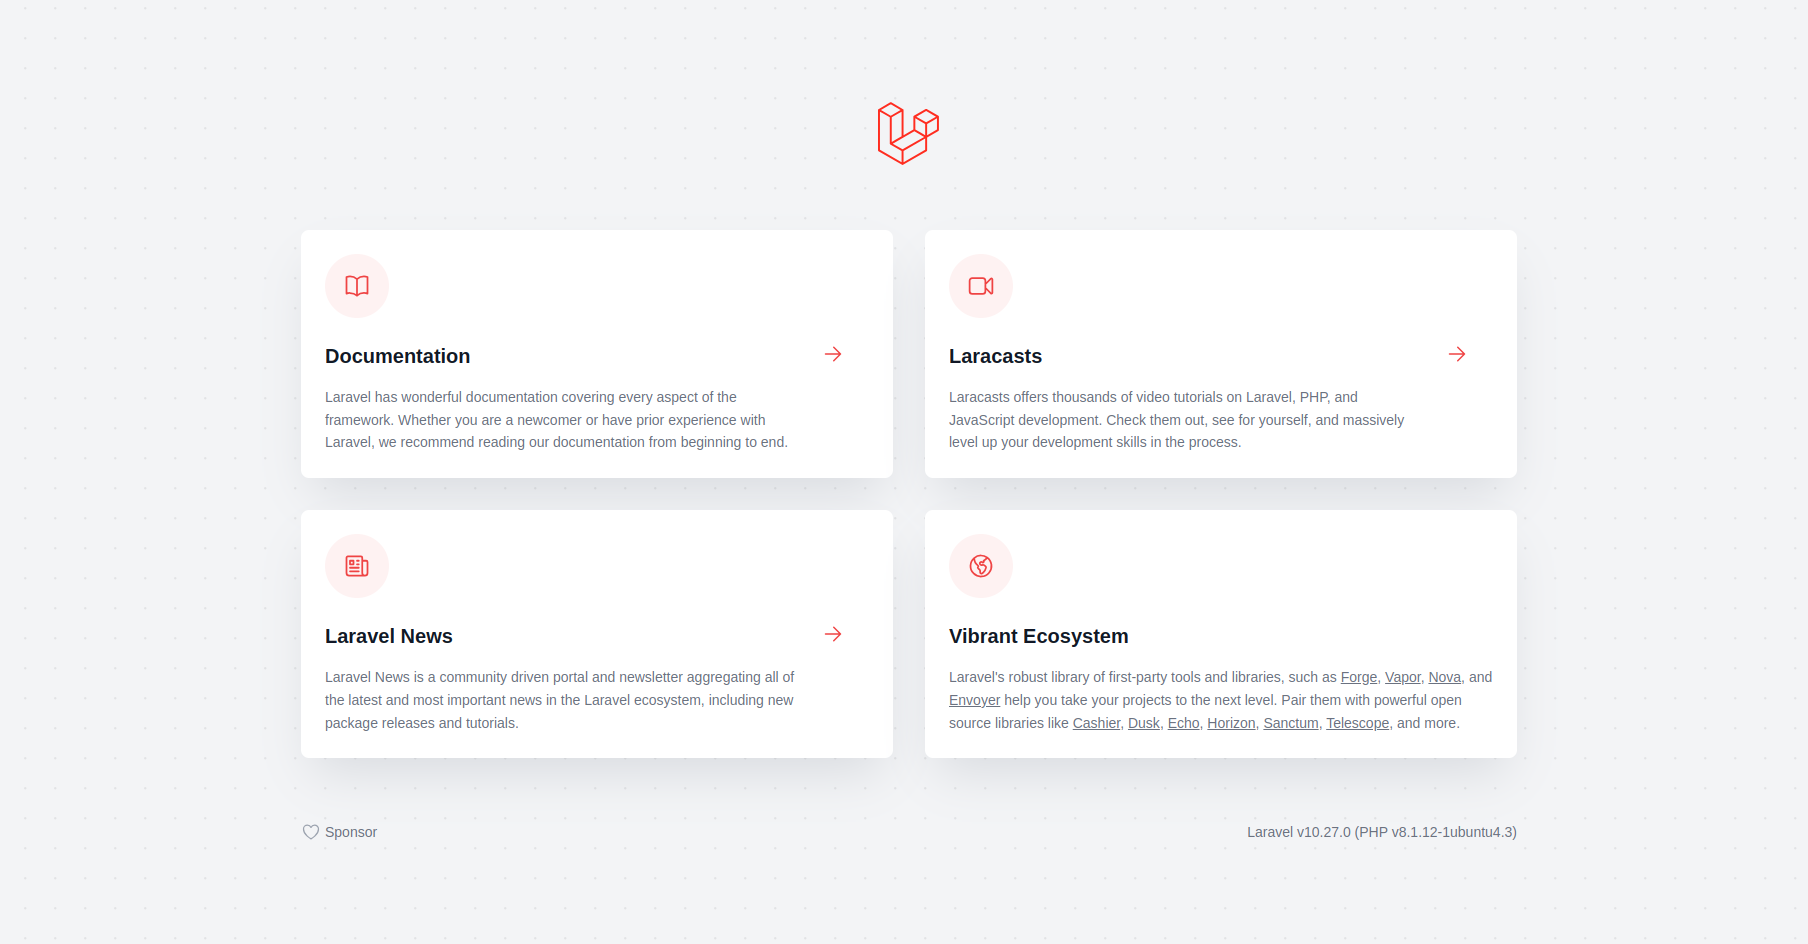 Documentation
Laravel has wonderful documentation covering every aspect of the
framework. Whether you are a newcomer or have prior experience with
Laravel, we recommend reading our documentation from beginning to end.
Laracasts
Laracasts offers thousands of video tutorials on Laravel, PHP, and
JavaScript development. Check them out, see for yourself, and massively
level up your development skills in the process.
Laravel News
Laravel News is a community driven portal and newsletter aggregating all of
the latest and most important news in the Laravel ecosystem, including new
package releases and tutorials.
Vibrant Ecosystem
Laravel's robust library of first-party tools and libraries, such as Forge, Vapor, Nova, and
Envoyer help you take your projects to the next level. Pair them with powerful open
source libraries like Cashier, Dusk, Echo, Horizon, Sanctum, Telescope, and more.
Sponsor
Laravel v10.27.0 (PHP v8.1.12-1ubuntu4.3)